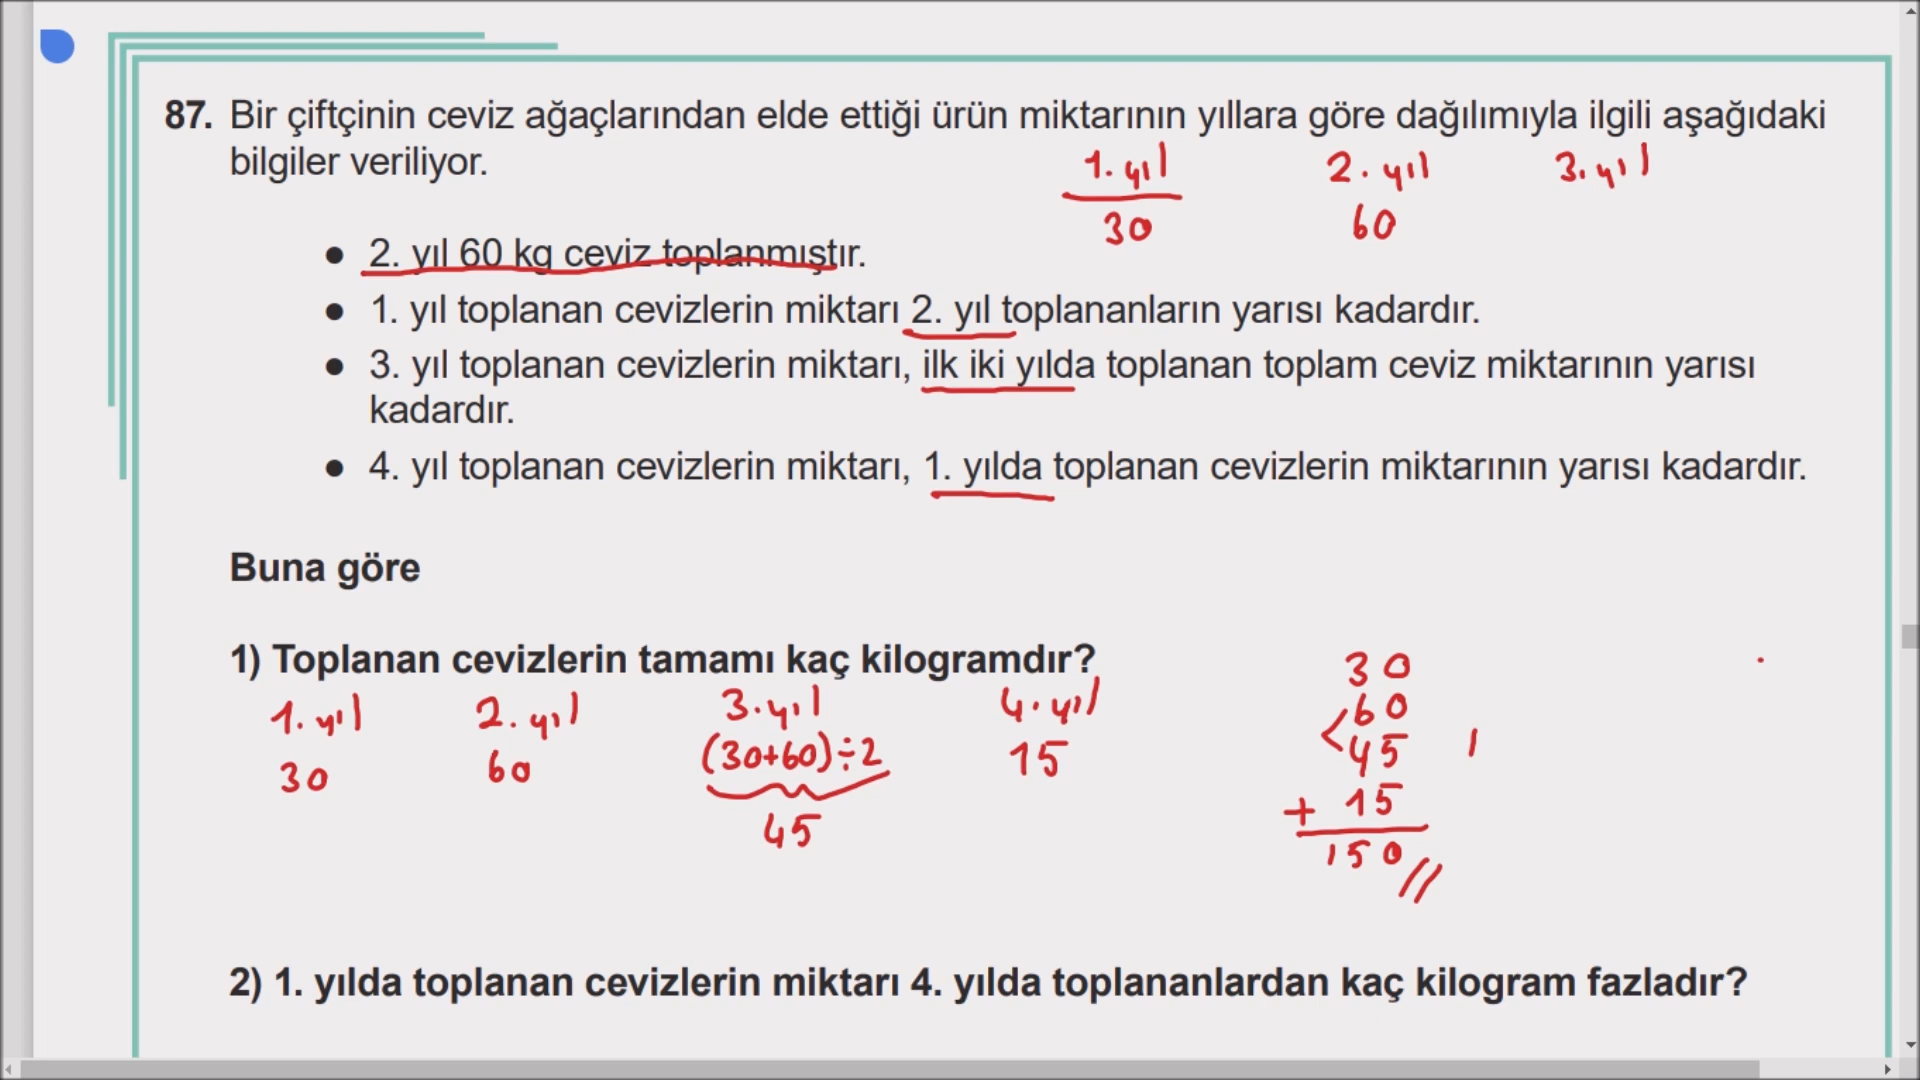 87. Bir çiftçinin ceviz ağaçlarından elde ettiği ürün miktarının yıllara göre dağılımıyla ilgili aşağıdaki
bilgiler veriliyor.
1. yıl 2. yıl 3. yıl
30 60
● 2. yıl 60 kg ceviz toplanmıştır.
● 1. yıl toplanan cevizlerin miktarı 2. yıl toplananların yarısı kadardır.
● 3. yıl toplanan cevizlerin miktarı, ilk iki yılda toplanan toplam ceviz miktarının yarısı
kadardır.
● 4. yıl toplanan cevizlerin miktarı, 1. yılda toplanan cevizlerin miktarının yarısı kadardır.
Buna göre
1) Toplanan cevizlerin tamamı kaç kilogramdır?
1. yıl 2. yıl 3. yıl 4. yıl
30 60 (30+60)÷2 15
45
30
60
45
+ 15
150
2) 1. yılda toplanan cevizlerin miktarı 4. yılda toplananlardan kaç kilogram fazladır?